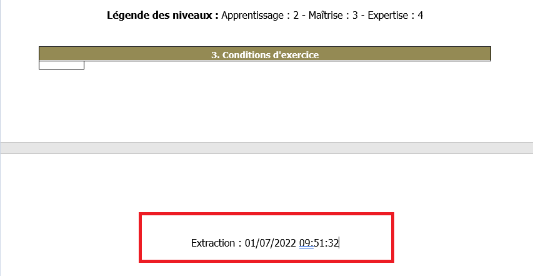 Légende des niveaux : Apprentissage : 2 - Maîtrise : 3 - Expertise : 4
3. Conditions d'exercice
Extraction : 01/07/2022 09:51:32